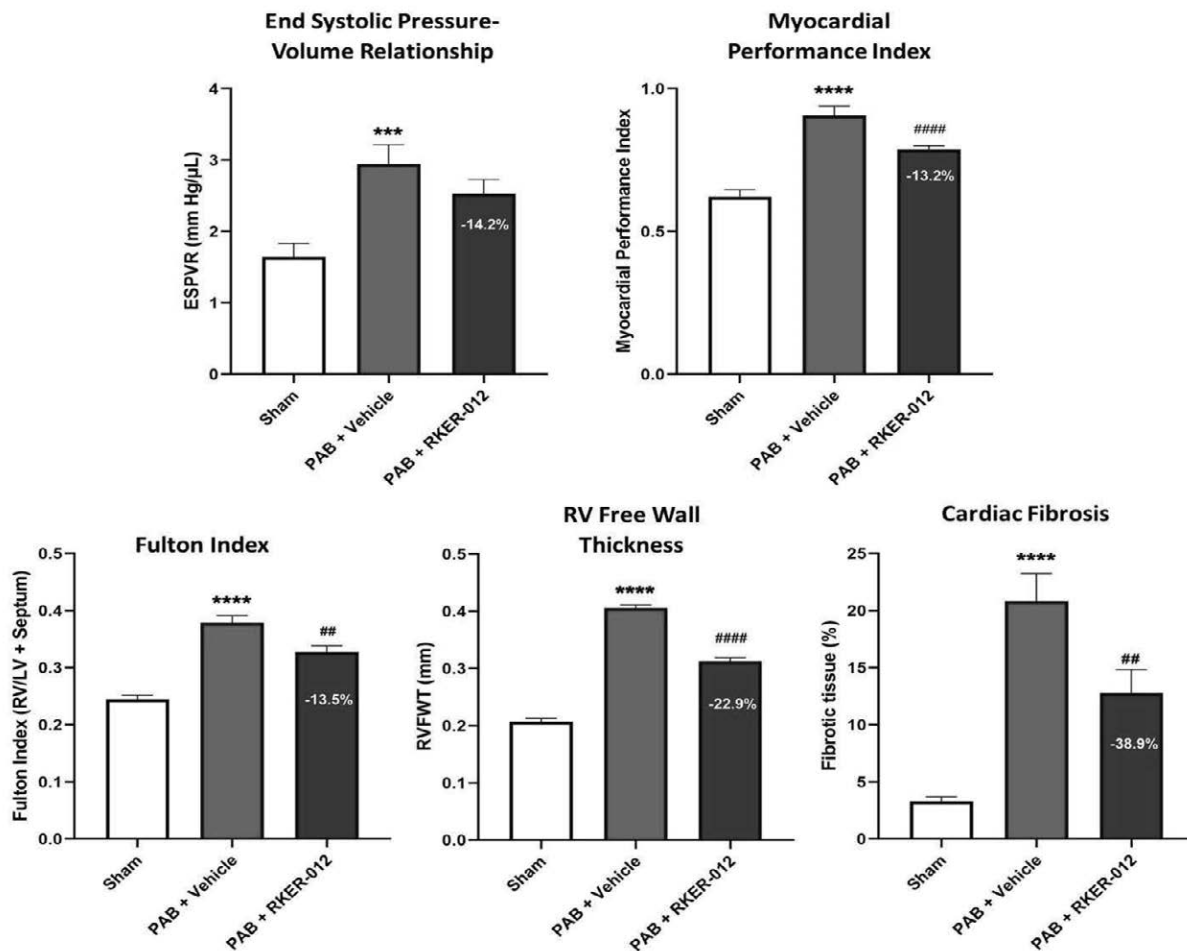 End Systolic Pressure-
Volume Relationship
ESPVR (mm Hg/µL)
4
3
2
1
0
***
-14.2%
Sham
PAB + Vehicle
PAB + RKER-012
Myocardial
Performance Index
Myocardial Performance Index
1.0
0.5
0.0
****
####
-13.2%
Sham
PAB + Vehicle
PAB + RKER-012
Fulton Index
Fulton Index (RV/LV + Septum)
0.5
0.4
0.3
0.2
0.1
0.0
****
##
-13.5%
Sham
PAB + Vehicle
PAB + RKER-012
RV Free Wall
Thickness
RVFWT (mm)
0.5
0.4
0.3
0.2
0.1
0.0
****
####
-22.9%
Sham
PAB + Vehicle
PAB + RKER-012
Cardiac Fibrosis
Fibrotic tissue (%)
25
20
15
10
5
0
****
##
-38.9%
Sham
PAB + Vehicle
PAB + RKER-012